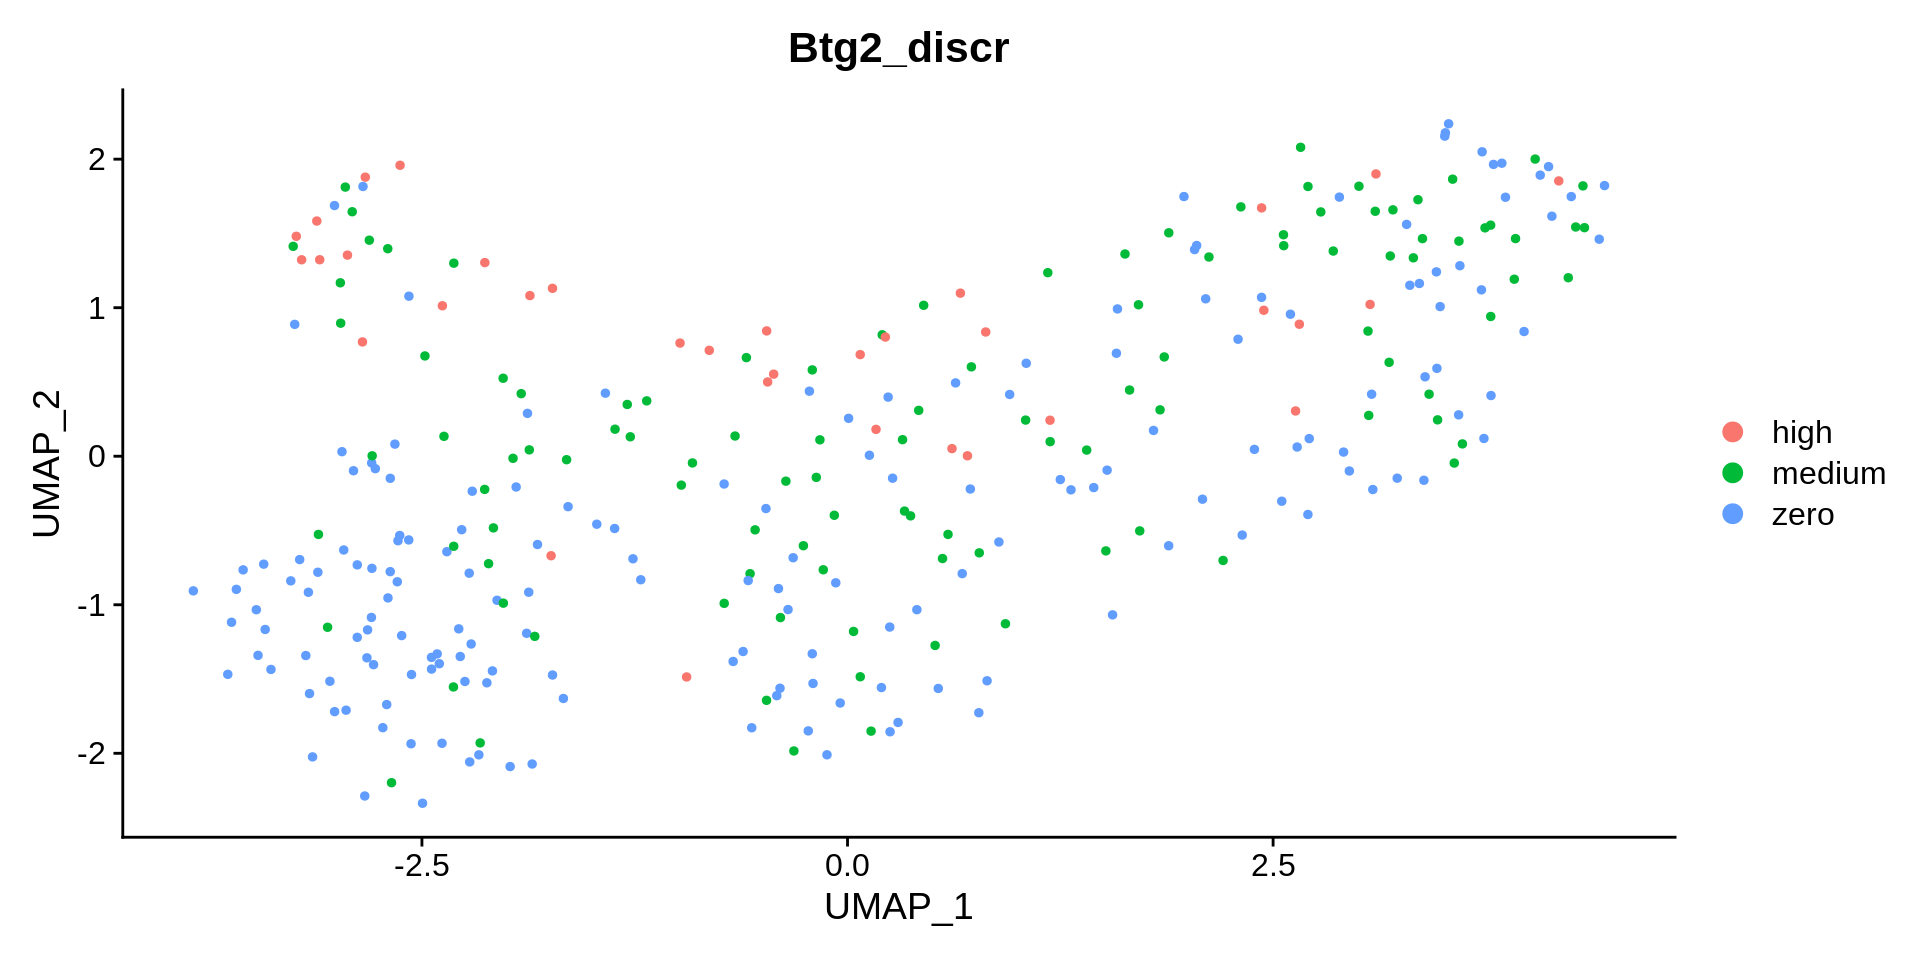 Btg2_discr
UMAP_2
2
1
0
-1
-2
-2.5 0.0 2.5
UMAP_1
high
medium
zero